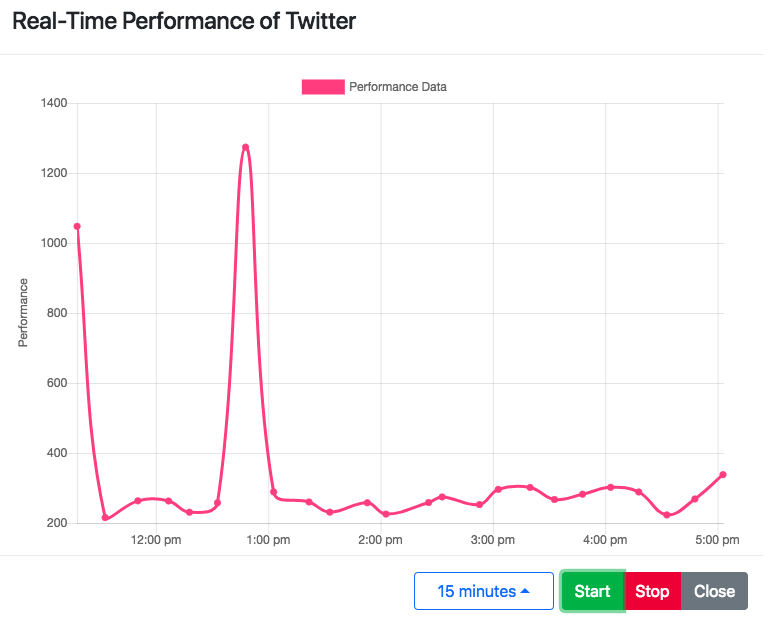 Real-Time Performance of Twitter
Performance Data
1400
1200
1000
800
600
400
200
Performance
12:00 pm
1:00 pm
2:00 pm
3:00 pm
4:00 pm
5:00 pm
15 minutes
Start
Stop
Close